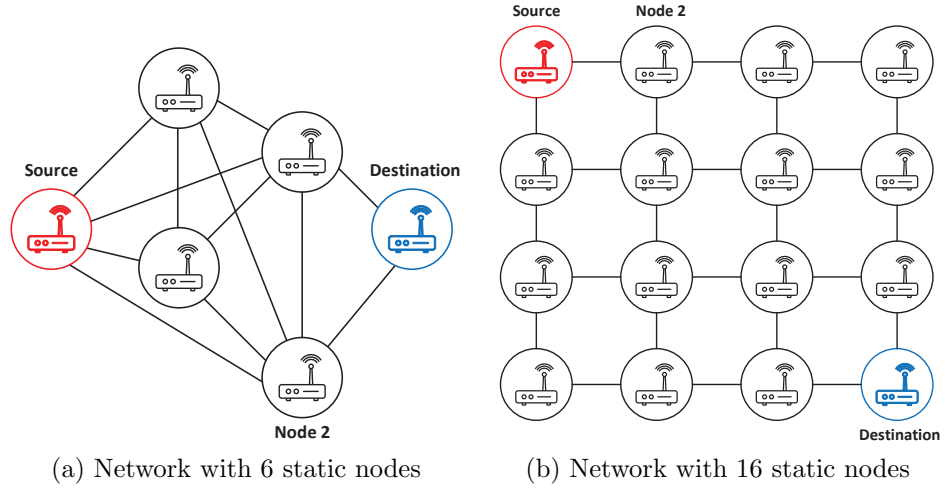 Source
Destination
Node 2
(a) Network with 6 static nodes
Source
Node 2
Destination
(b) Network with 16 static nodes